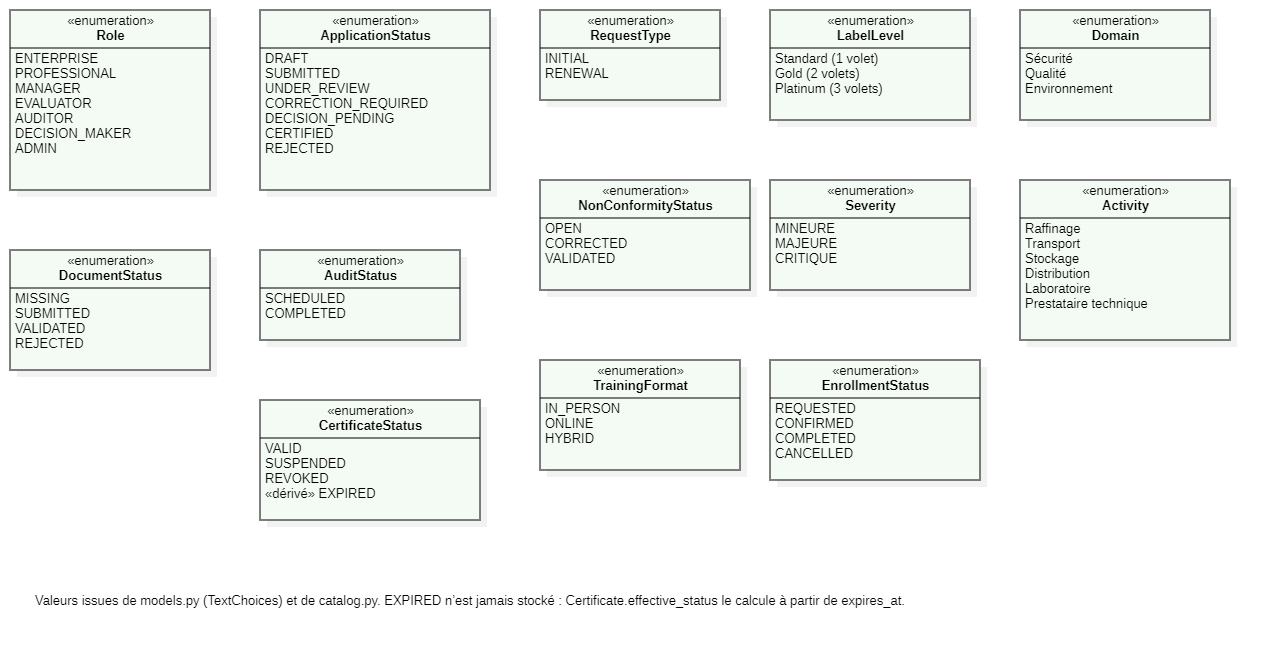 «enumeration»
Role
ENTERPRISE
PROFESSIONAL
MANAGER
EVALUATOR
AUDITOR
DECISION_MAKER
ADMIN
«enumeration»
ApplicationStatus
DRAFT
SUBMITTED
UNDER_REVIEW
CORRECTION_REQUIRED
DECISION_PENDING
CERTIFIED
REJECTED
«enumeration»
RequestType
INITIAL
RENEWAL
«enumeration»
LabelLevel
Standard (1 volet)
Gold (2 volets)
Platinum (3 volets)
«enumeration»
Domain
Sécurité
Qualité
Environnement
«enumeration»
NonConformityStatus
OPEN
CORRECTED
VALIDATED
«enumeration»
Severity
MINEURE
MAJEURE
CRITIQUE
«enumeration»
Activity
Raffinage
Transport
Stockage
Distribution
Laboratoire
Prestataire technique
«enumeration»
DocumentStatus
MISSING
SUBMITTED
VALIDATED
REJECTED
«enumeration»
AuditStatus
SCHEDULED
COMPLETED
«enumeration»
TrainingFormat
IN_PERSON
ONLINE
HYBRID
«enumeration»
EnrollmentStatus
REQUESTED
CONFIRMED
COMPLETED
CANCELLED
«enumeration»
CertificateStatus
VALID
SUSPENDED
REVOKED
«dérivé» EXPIRED
Valeurs issues de models.py (TextChoices) et de catalog.py. EXPIRED n’est jamais stocké : Certificate.effective_status le calcule à partir de expires_at.